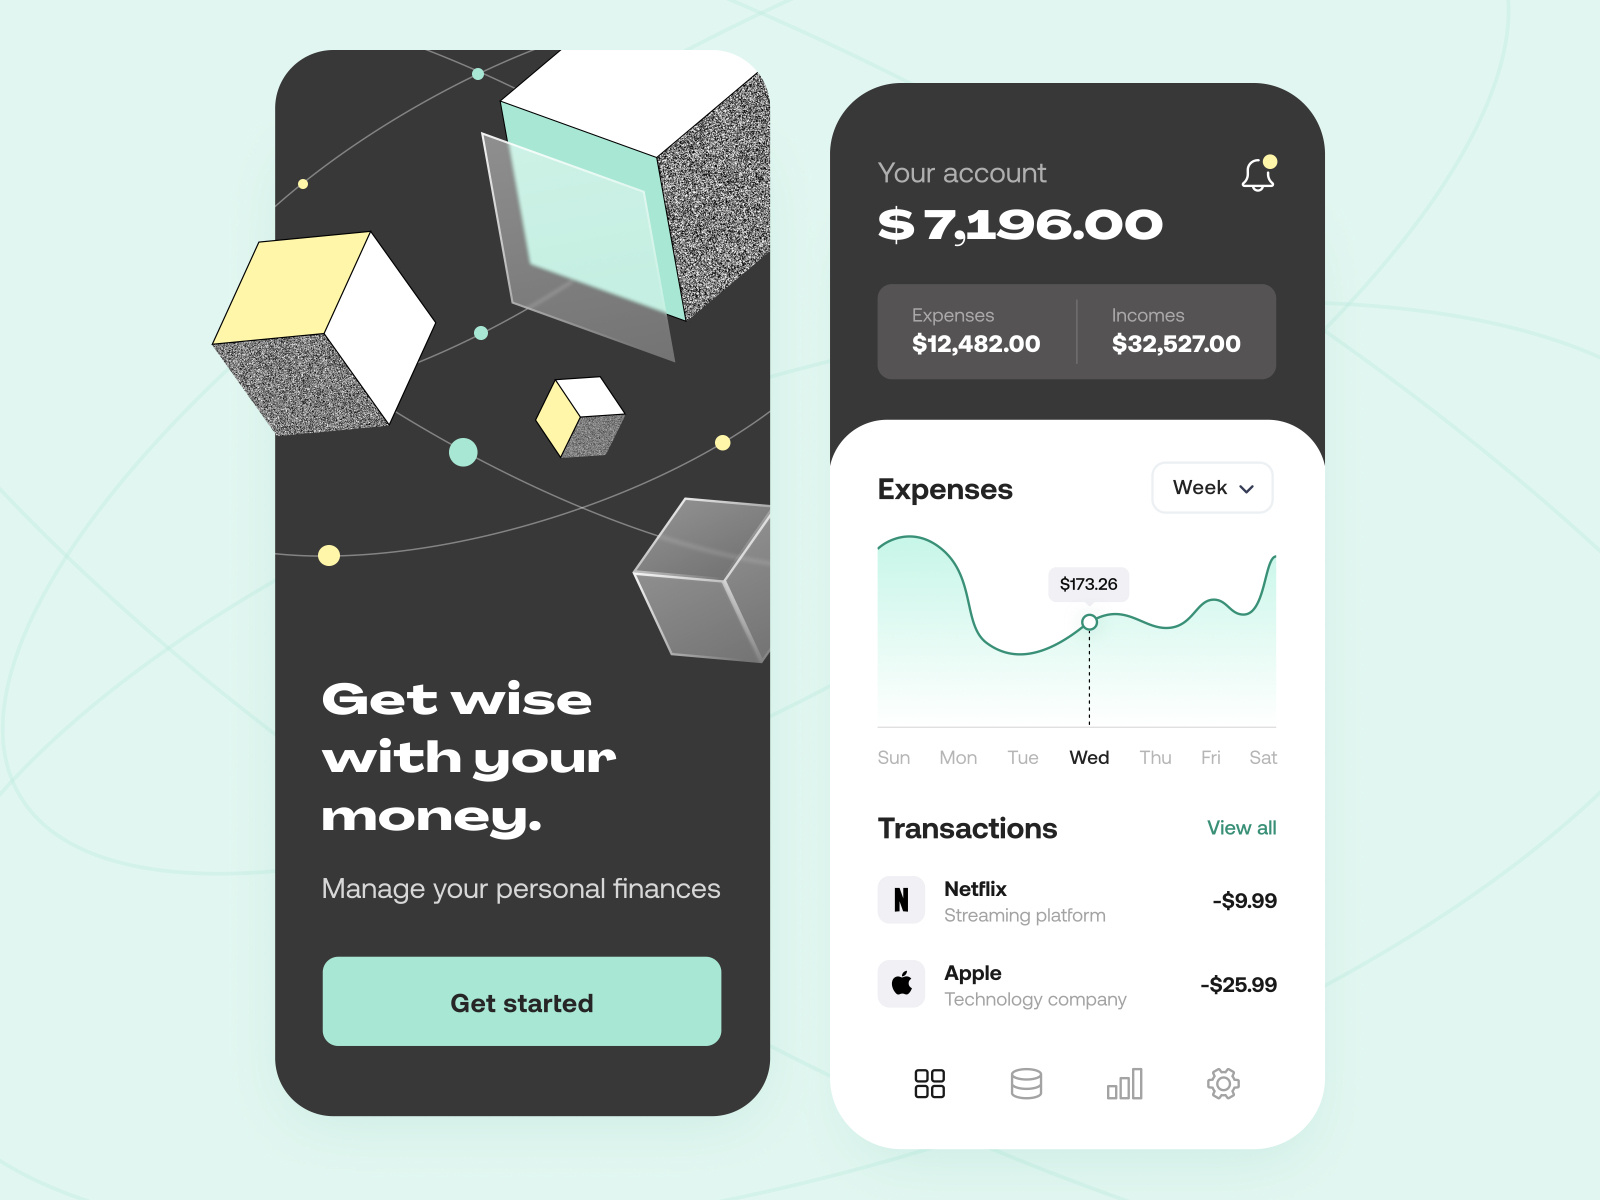 Get wise
with your
money.
Manage your personal finances
Get started
Your account
$ 7,196.00
Expenses
Incomes
$12,482.00
$32,527.00
Expenses
Week
$173.26
Sun Mon Tue Wed Thu Fri Sat
Transactions
View all
N
Netflix
Streaming platform
-$9.99
Apple
Technology company
-$25.99